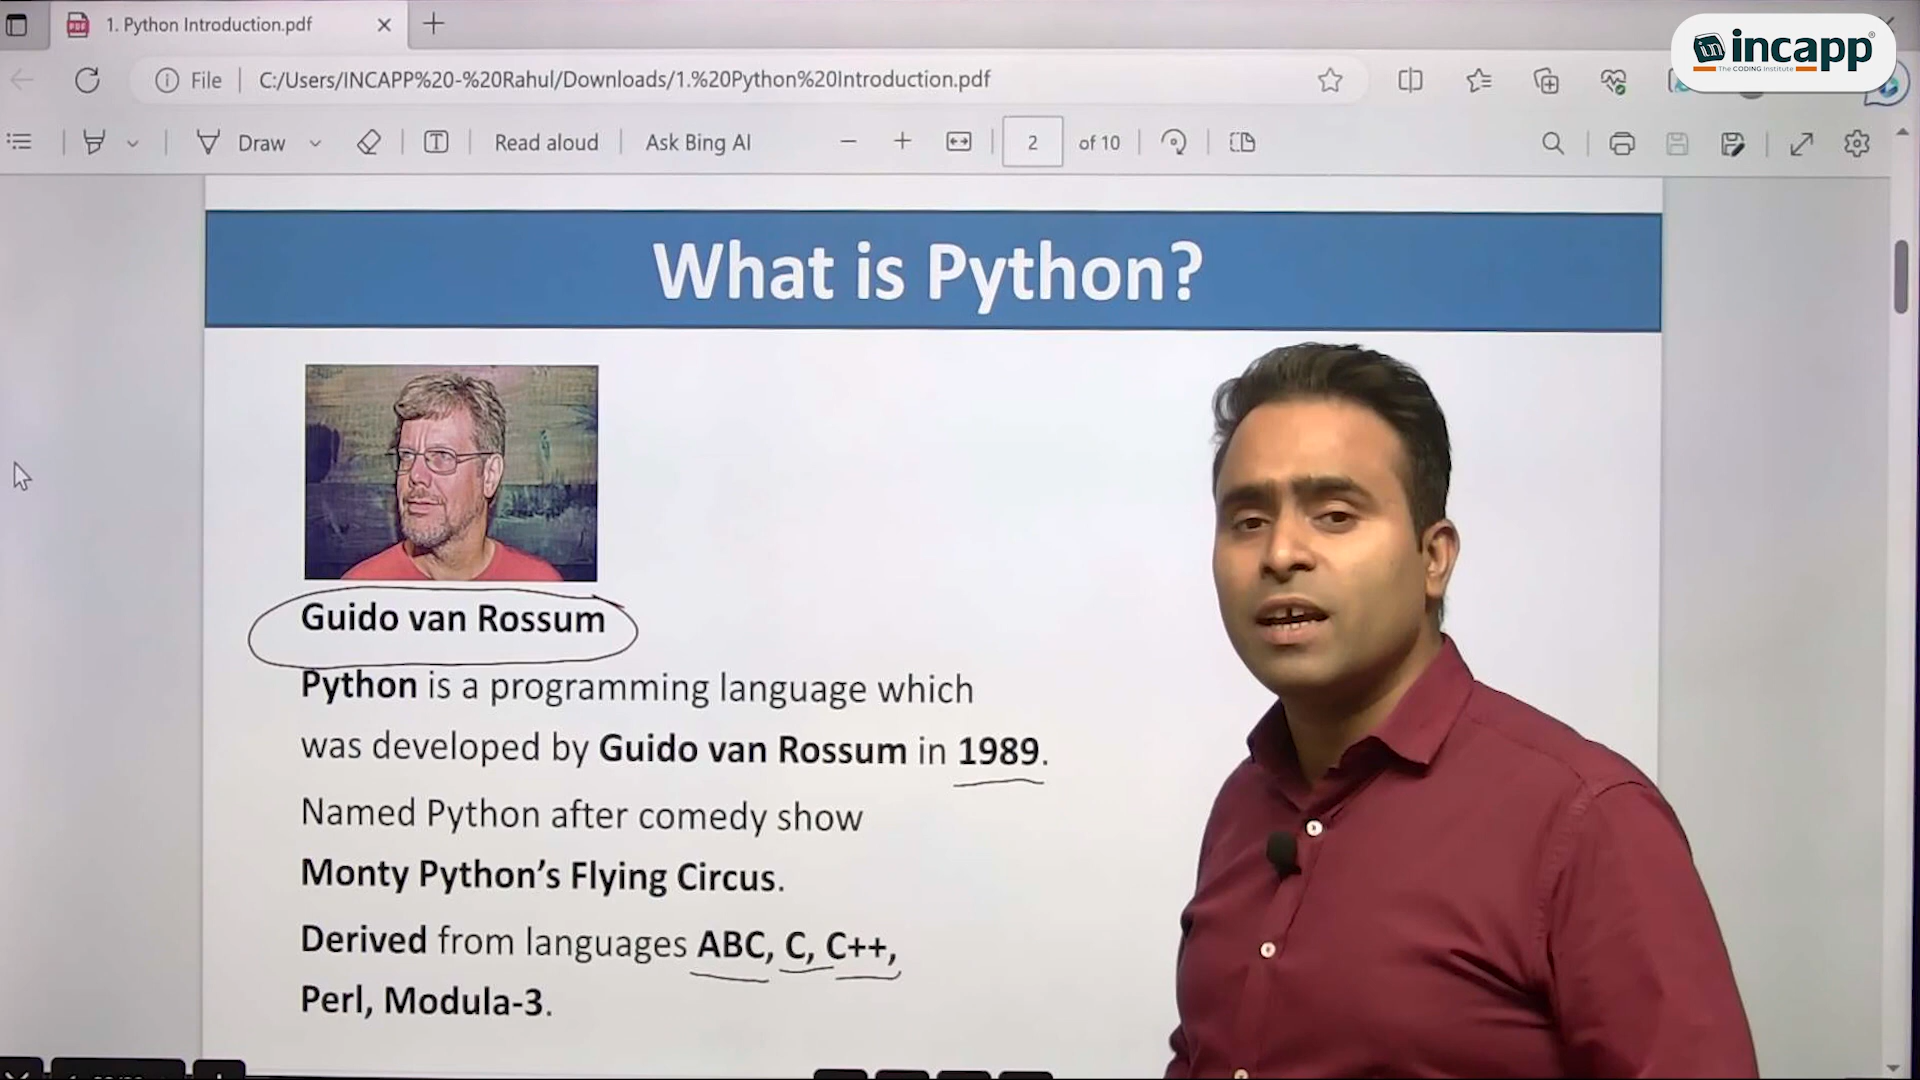 1. Python Introduction.pdf
incapp
The CODING Institute
File
C:/Users/INCAPP%20-%20Rahul/Downloads/1.%20Python%20Introduction.pdf
Draw
Read aloud
Ask Bing AI
2 of 10
What is Python?
Guido van Rossum
Python is a programming language which
was developed by Guido van Rossum in 1989.
Named Python after comedy show
Monty Python's Flying Circus.
Derived from languages ABC, C, C++,
Perl, Modula-3.